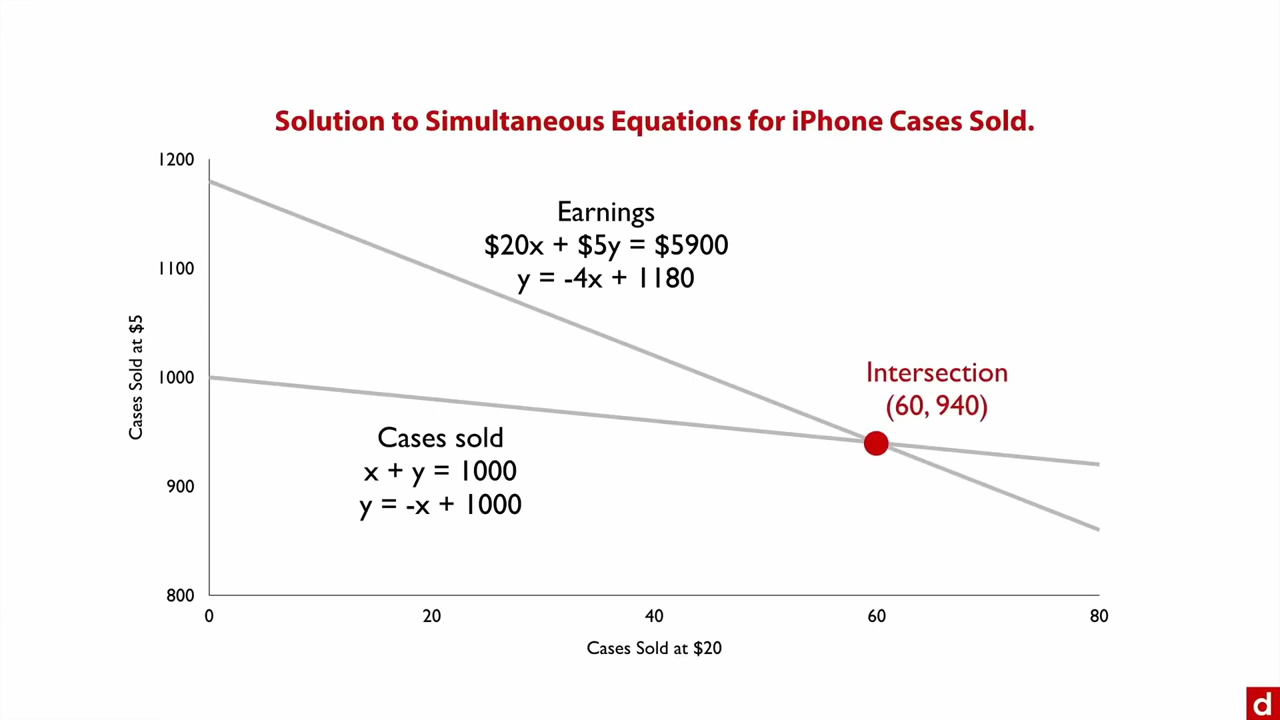 Solution to Simultaneous Equations for iPhone Cases Sold.
1200
1100
1000
900
800
Cases Sold at $5
Earnings
$20x + $5y = $5900
y = -4x + 1180
Intersection
(60, 940)
Cases sold
x + y = 1000
y = -x + 1000
0 20 40 60 80
Cases Sold at $20
d